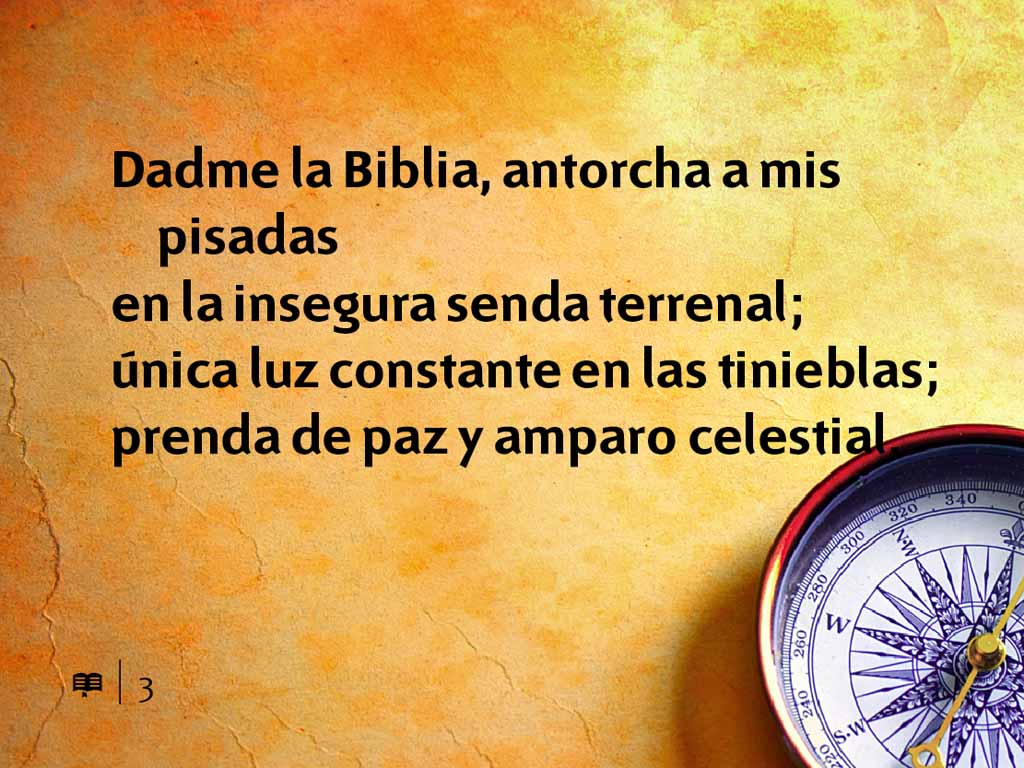 Dadme la Biblia, antorcha a mis
pisadas
en la insegura senda terrenal;
única luz constante en las tinieblas;
prenda de paz y amparo celestial.
3
340
320
N-W
300
280
W
260
240
S-W
220